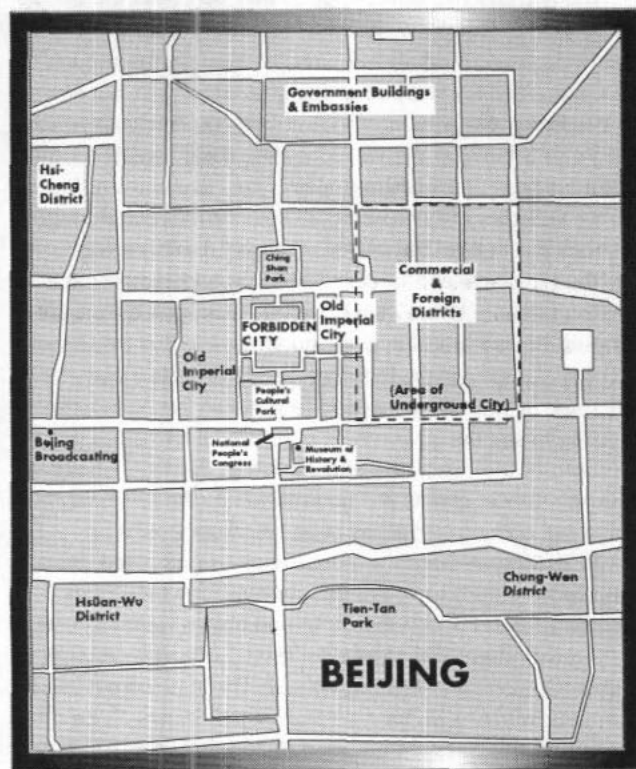 Government Buildings
& Embassies
Hsi-
Cheng
District
Ching
Shan
Park
Commercial
&
Foreign
Districts
FORBIDDEN
CITY
Old
Imperial
City
Old
Imperial
City
People's
Cultural
Park
(Area of
Underground City)
Beijing
Broadcasting
National
People's
Congress
Museum of
History &
Revolution
Chung-Wen
District
Hsüan-Wu
District
Tien-Tan
Park
BEIJING